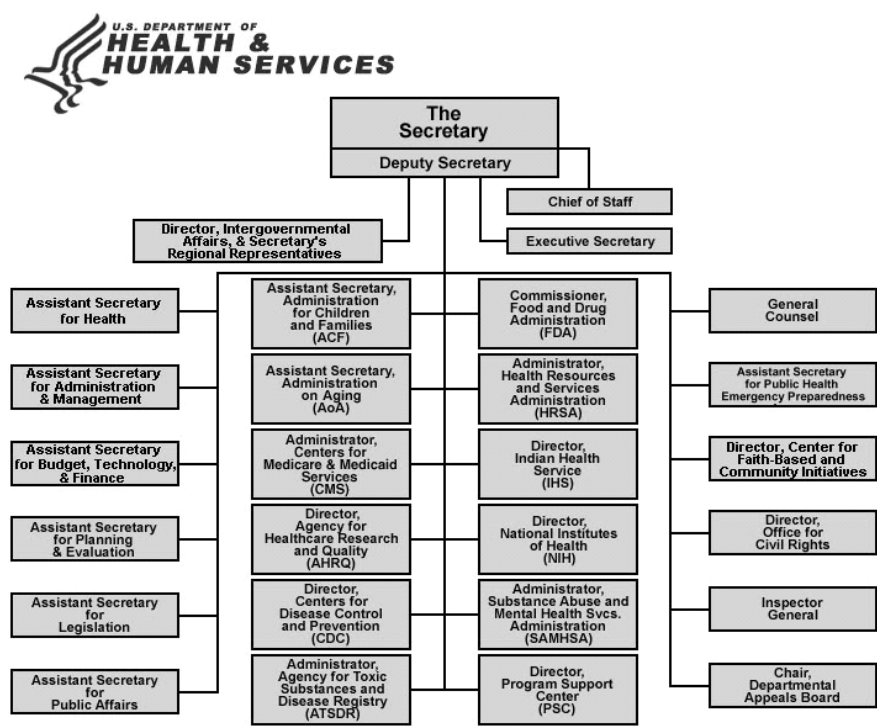 U.S. DEPARTMENT OF
HEALTH &
HUMAN SERVICES
The
Secretary
Deputy Secretary
Chief of Staff
Director, Intergovernmental
Affairs, & Secretary's
Regional Representatives
Executive Secretary
Assistant Secretary
for Health
Assistant Secretary,
Administration
for Children
and Families
(ACF)
Commissioner,
Food and Drug
Administration
(FDA)
General
Counsel
Assistant Secretary
for Administration
& Management
Assistant Secretary,
Administration
on Aging
(AoA)
Administrator,
Health Resources
and Services
Administration
(HRSA)
Assistant Secretary
for Public Health
Emergency Preparedness
Assistant Secretary
for Budget, Technology,
& Finance
Administrator,
Centers for
Medicare & Medicaid
Services
(CMS)
Director,
Indian Health
Service
(IHS)
Director, Center for
Faith-Based and
Community Initiatives
Assistant Secretary
for Planning
& Evaluation
Director,
Agency for
Healthcare Research
and Quality
(AHRQ)
Director,
National Institutes
of Health
(NIH)
Director,
Office for
Civil Rights
Assistant Secretary
for
Legislation
Director,
Centers for
Disease Control
and Prevention
(CDC)
Administrator,
Substance Abuse and
Mental Health Svcs.
Administration
(SAMHSA)
Inspector
General
Assistant Secretary
for
Public Affairs
Administrator,
Agency for Toxic
Substances and
Disease Registry
(ATSDR)
Director,
Program Support
Center
(PSC)
Chair,
Departmental
Appeals Board